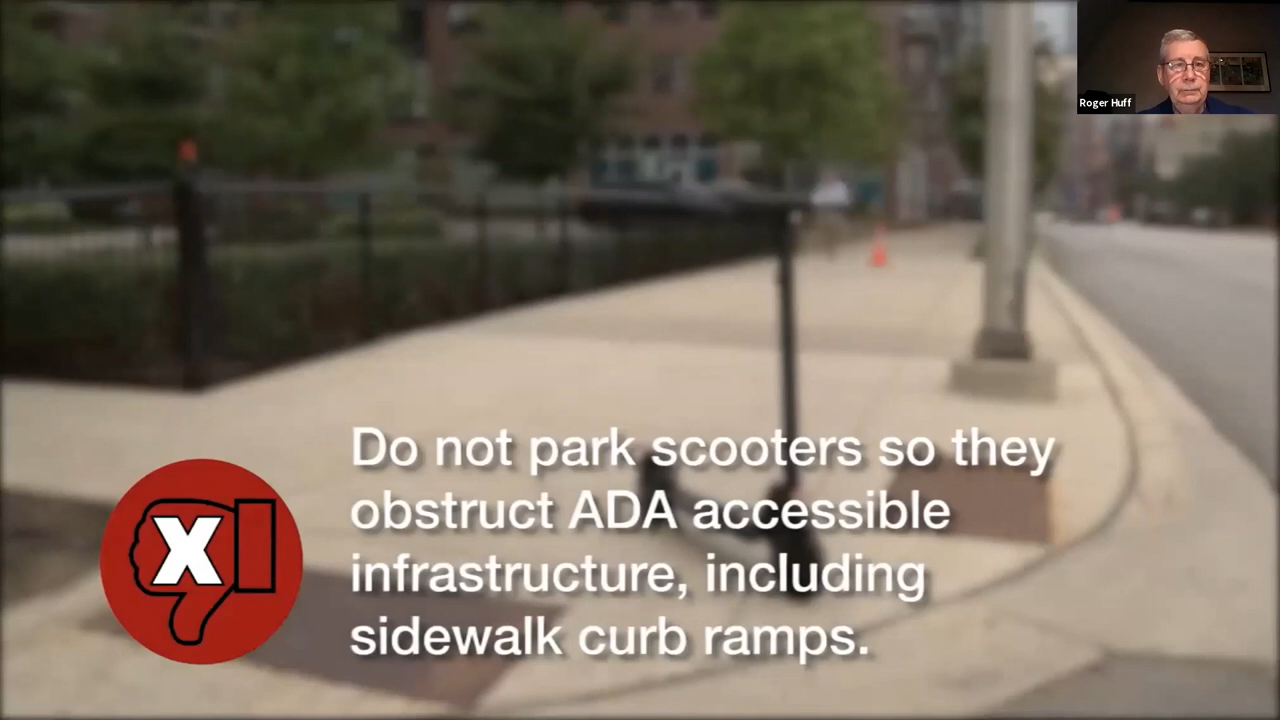 Roger Huff
Do not park scooters so they
obstruct ADA accessible
infrastructure, including
sidewalk curb ramps.
X